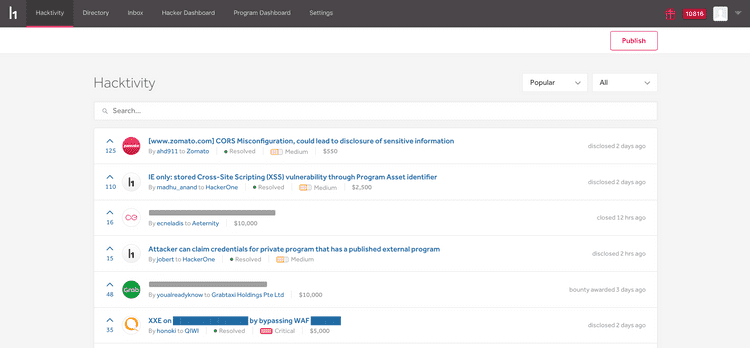 h Hacktivity Directory Inbox Hacker Dashboard Program Dashboard Settings 10816
Publish
Hacktivity Popular All
Search...
[www.zomato.com] CORS Misconfiguration, could lead to disclosure of sensitive information
125 zomato disclosed 2 days ago
By ahd911 to Zomato Resolved Medium $550
IE only: stored Cross-Site Scripting (XSS) vulnerability through Program Asset identifier
110 h disclosed 2 days ago
By madhu_anand to HackerOne Resolved Medium $2,500
16 closed 12 hrs ago
By ecneladis to Aeternity $10,000
Attacker can claim credentials for private program that has a published external program
15 h disclosed 2 hrs ago
By jobert to HackerOne Resolved Medium
48 Grab bounty awarded 3 days ago
By youalreadyknow to Grabtaxi Holdings Pte Ltd $10,000
XXE on by bypassing WAF
35 disclosed 2 days ago
By honoki to QIWI Resolved Critical $5,000